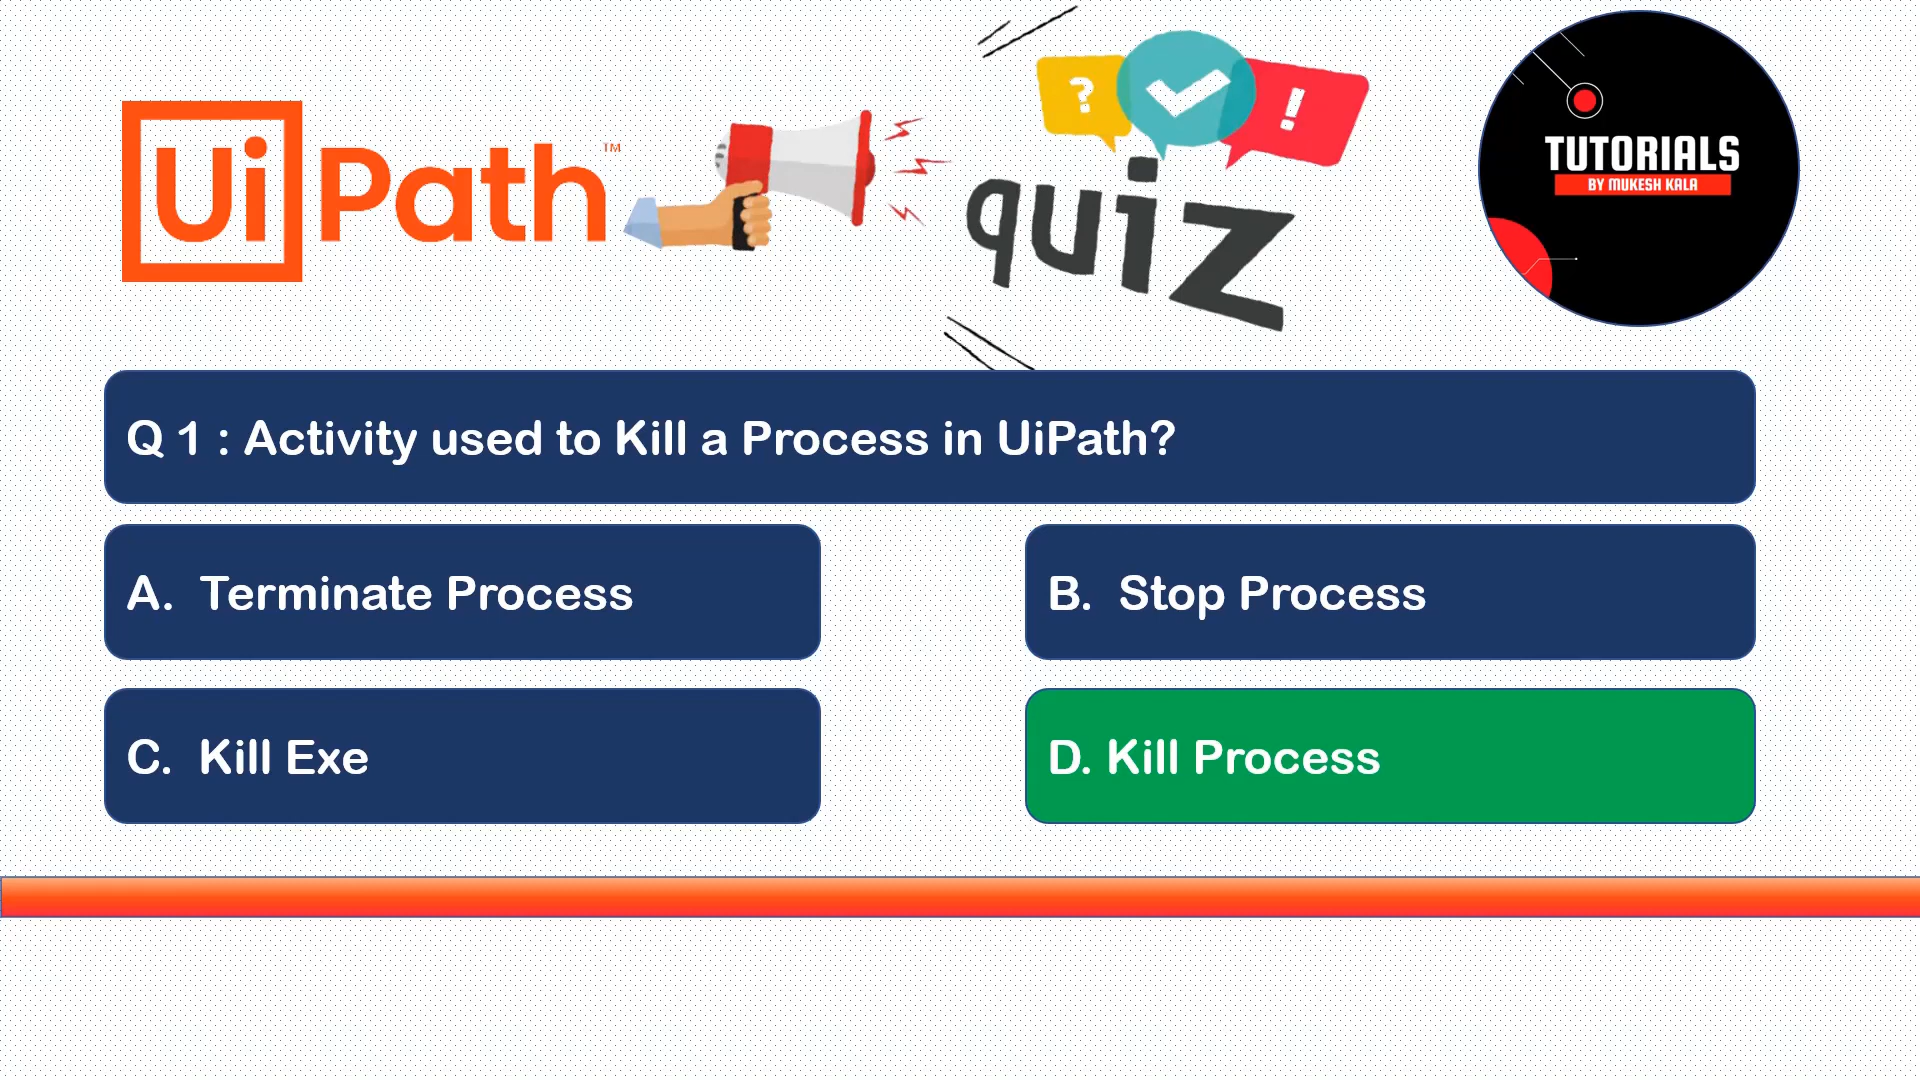 UiPath™
? !
quiz
TUTORIALS
BY MUKESH KALA
Q 1 : Activity used to Kill a Process in UiPath?
A. Terminate Process
B. Stop Process
C. Kill Exe
D. Kill Process